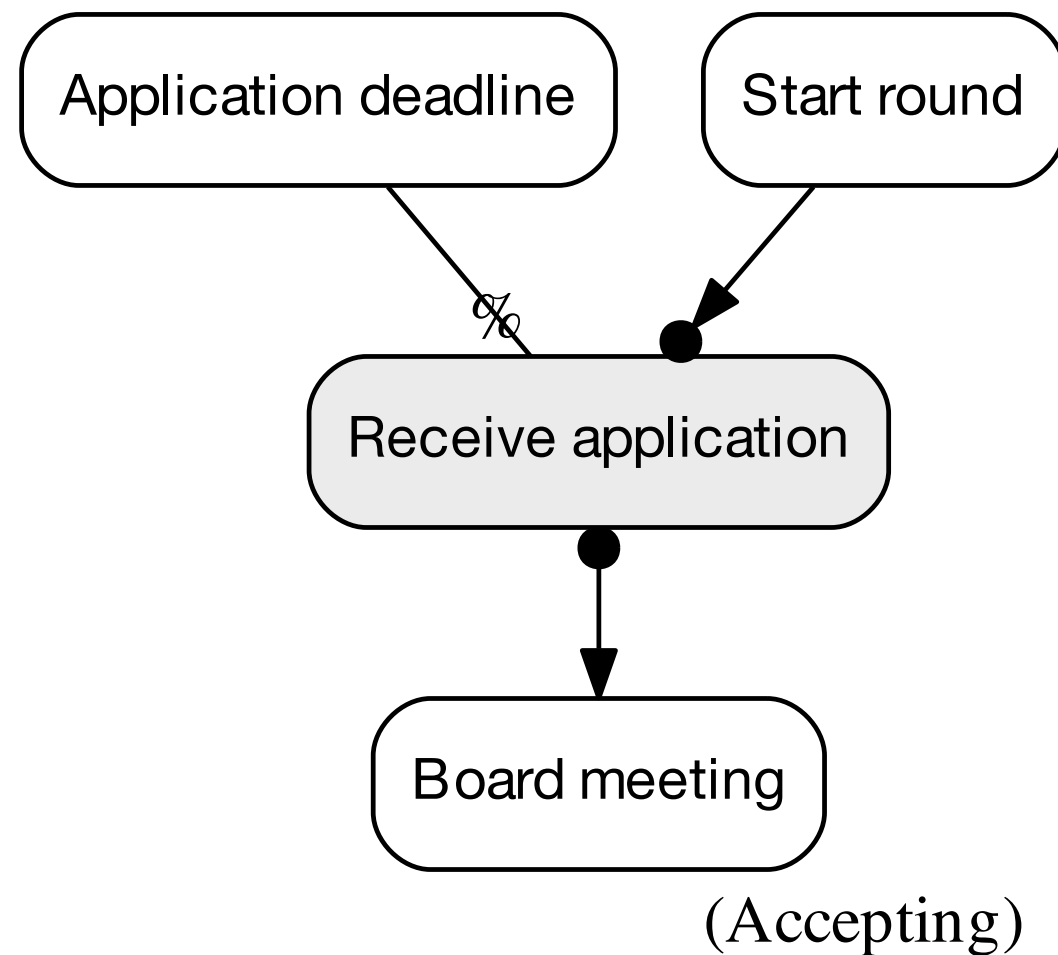 Application deadline
Start round
%
Receive application
Board meeting
(Accepting)